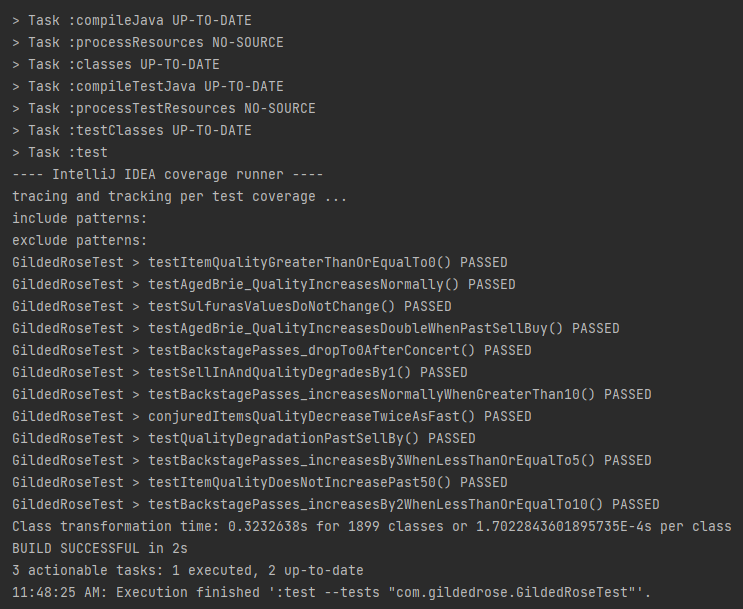 > Task :compileJava UP-TO-DATE
> Task :processResources NO-SOURCE
> Task :classes UP-TO-DATE
> Task :compileTestJava UP-TO-DATE
> Task :processTestResources NO-SOURCE
> Task :testClasses UP-TO-DATE
> Task :test
---- IntelliJ IDEA coverage runner ----
tracing and tracking per test coverage ...
include patterns:
exclude patterns:
GildedRoseTest > testItemQualityGreaterThanOrEqualTo0() PASSED
GildedRoseTest > testAgedBrie_QualityIncreasesNormally() PASSED
GildedRoseTest > testSulfurasValuesDoNotChange() PASSED
GildedRoseTest > testAgedBrie_QualityIncreasesDoubleWhenPastSellBuy() PASSED
GildedRoseTest > testBackstagePasses_dropTo0AfterConcert() PASSED
GildedRoseTest > testSellInAndQualityDegradesBy1() PASSED
GildedRoseTest > testBackstagePasses_increasesNormallyWhenGreaterThan10() PASSED
GildedRoseTest > conjuredItemsQualityDecreaseTwiceAsFast() PASSED
GildedRoseTest > testQualityDegradationPastSellBy() PASSED
GildedRoseTest > testBackstagePasses_increasesBy3WhenLessThanOrEqualTo5() PASSED
GildedRoseTest > testItemQualityDoesNotIncreasePast50() PASSED
GildedRoseTest > testBackstagePasses_increasesBy2WhenLessThanOrEqualTo10() PASSED
Class transformation time: 0.3232638s for 1899 classes or 1.7022843601895735E-4s per class
BUILD SUCCESSFUL in 2s
3 actionable tasks: 1 executed, 2 up-to-date
11:48:25 AM: Execution finished ':test --tests "com.gildedrose.GildedRoseTest"'.